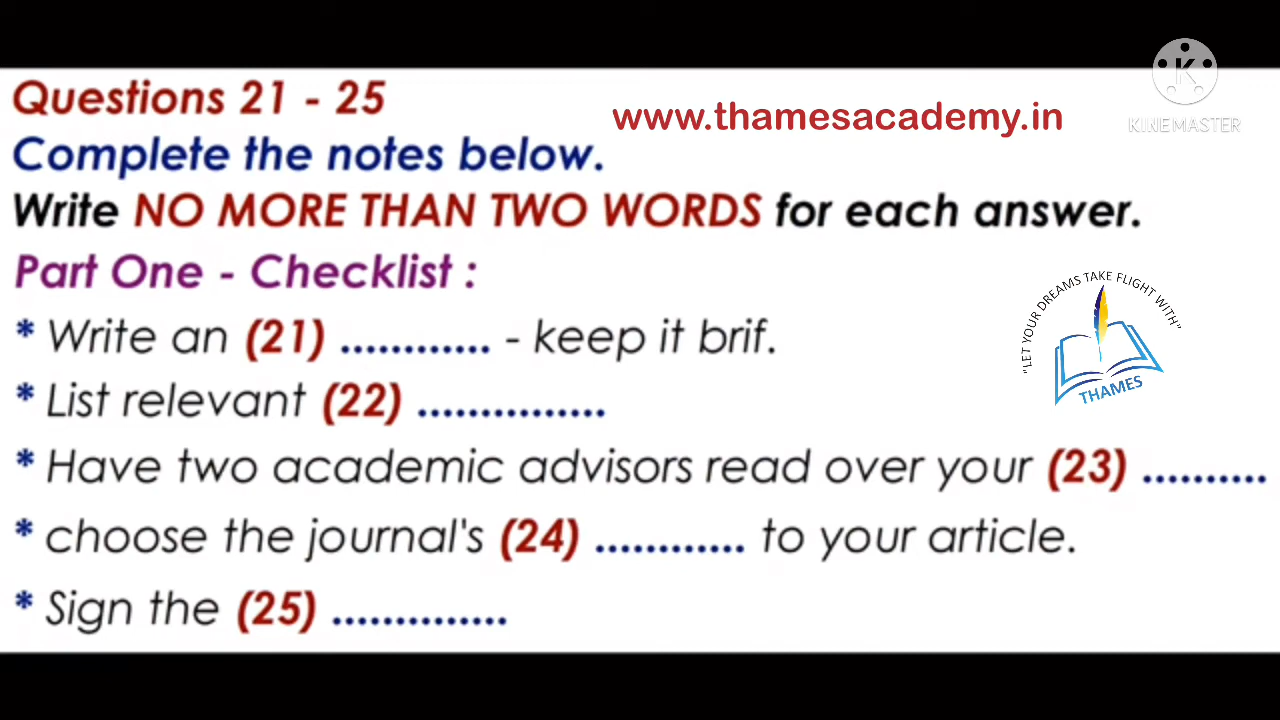 Questions 21 - 25
www.thamesacademy.in
KINEMASTER
Complete the notes below.
Write NO MORE THAN TWO WORDS for each answer.
Part One - Checklist :
* Write an (21) ............ - keep it brif.
"LET YOUR DREAMS TAKE FLIGHT WITH"
THAMES
* List relevant (22) ...............
* Have two academic advisors read over your (23) ..........
* choose the journal's (24) ............ to your article.
* Sign the (25) ..............